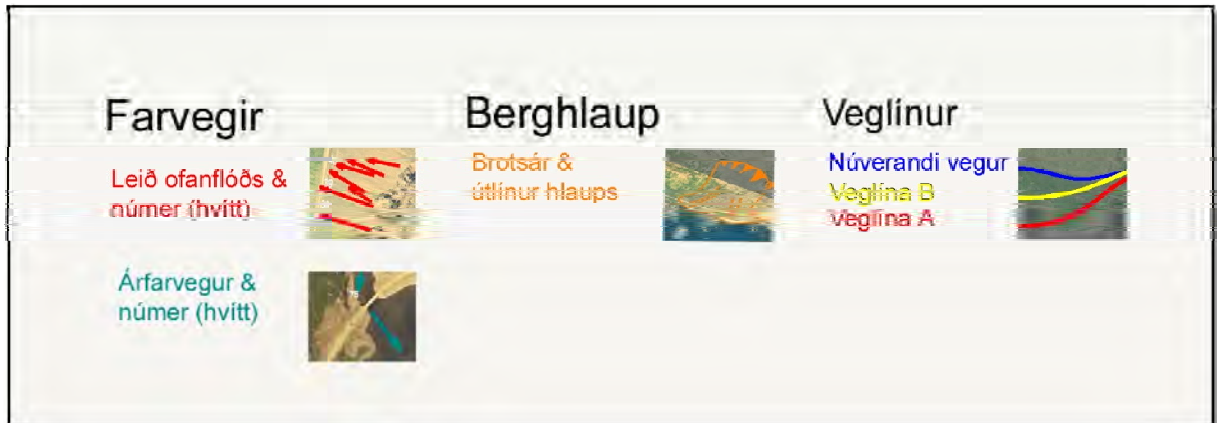 Farvegir
Leið ofanflóðs &
númer (hvítt)
Árfarvegur &
númer (hvítt)
Berghlaup
Brotsár &
útlínur hlaups
Veglínur
Núverandi vegur
Veglína B
Veglína A